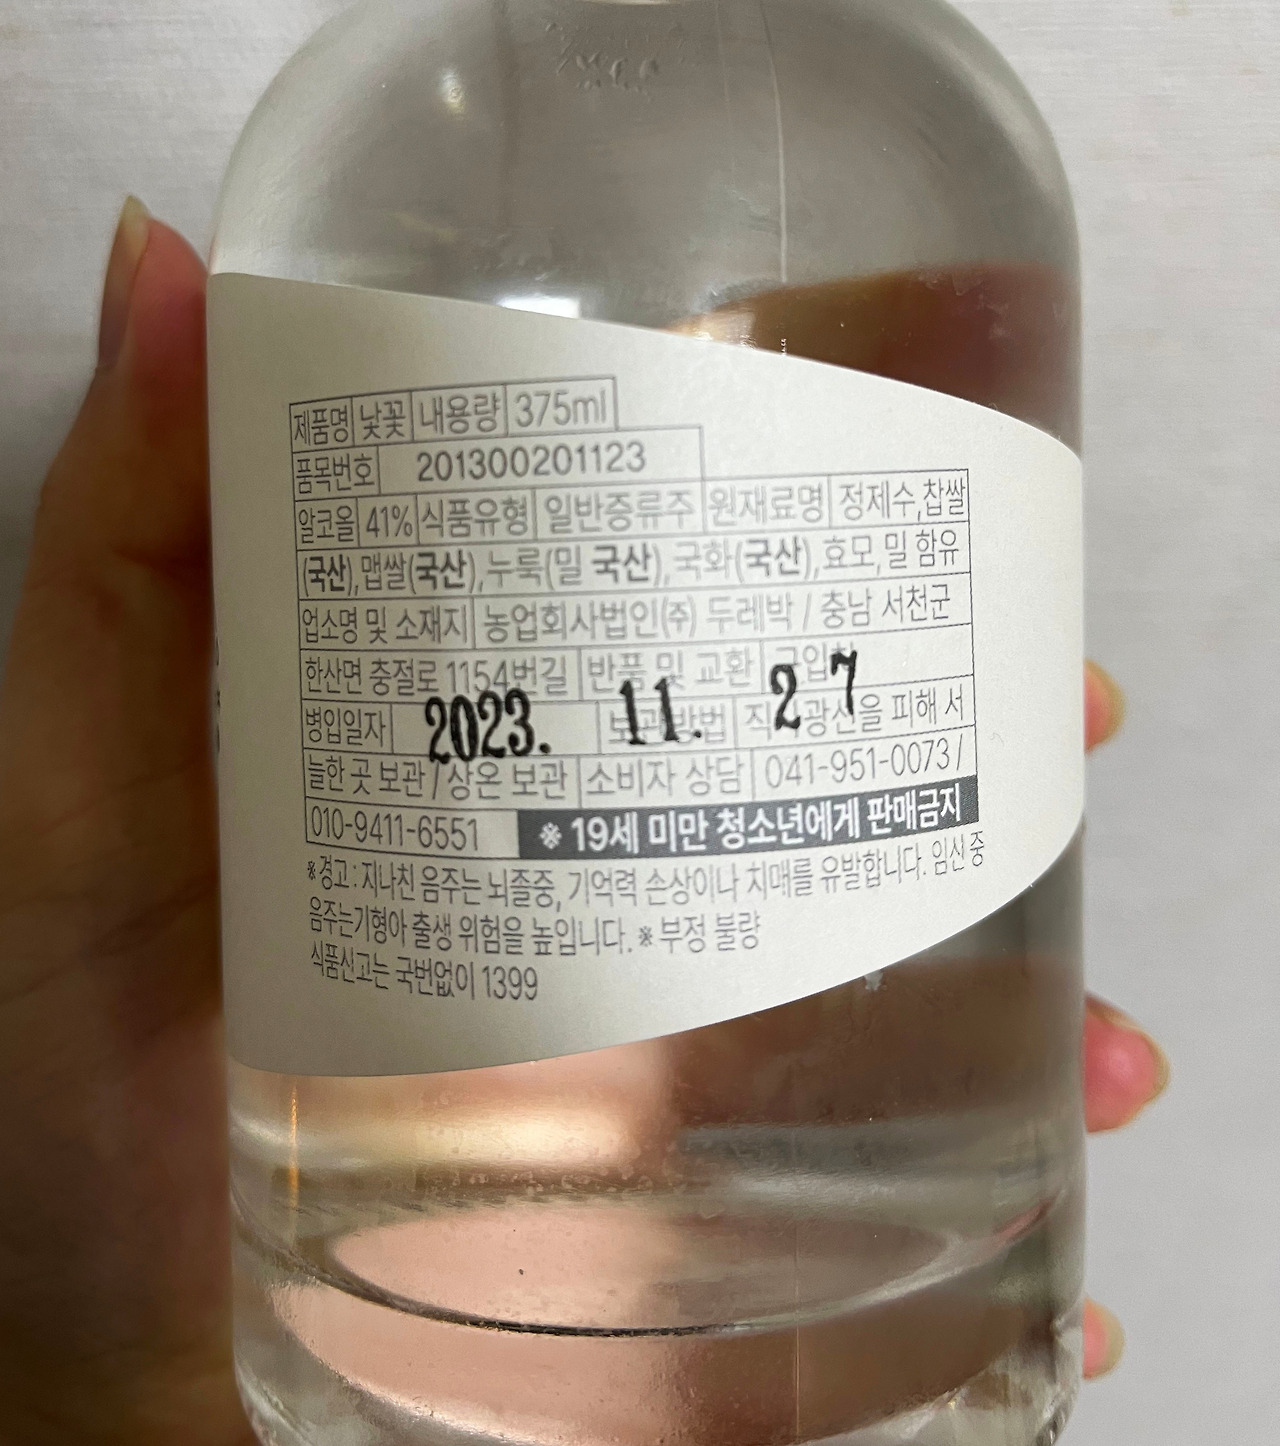 제품명 낮꽃 내용량 375ml
품목번호 201300201123
알코올 41% 식품유형 일반증류주 원재료명 정제수,찹쌀
(국산),맵쌀(국산),누룩(밀 국산),국화(국산),효모,밀 함유
업소명 및 소재지 농업회사법인(주) 두레박 / 충남 서천군
한산면 충절로 1154번길 반품 및 교환 구입처
병입일자 2023. 11. 27 보관방법 직사광선을 피해 서
늘한 곳 보관 / 상온 보관 소비자 상담 041-951-0073 /
010-9411-6551 ※ 19세 미만 청소년에게 판매금지
※경고 : 지나친 음주는 뇌졸중, 기억력 손상이나 치매를 유발합니다. 임신 중
음주는기형아 출생 위험을 높입니다. ※ 부정 불량
식품신고는 국번없이 1399